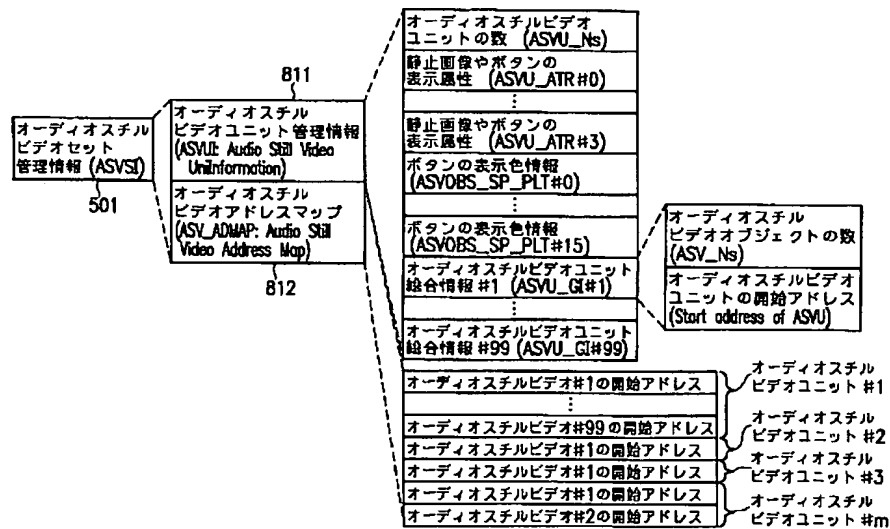 オーディオスチル
ビデオセット
管理情報 (ASVSI)
501
811
オーディオスチル
ビデオユニット管理情報
(ASVUI: Audio Still Video
UniInformation)
オーディオスチル
ビデオアドレスマップ
(ASV_ADMAP: Audio Still
Video Address Map)
812
オーディオスチルビデオ
ユニットの数 (ASVU_Ns)
静止画像やボタンの
表示属性 (ASVU_ATR#0)
⋮
静止画像やボタンの
表示属性 (ASVU_ATR#3)
ボタンの表示色情報
(ASVOBS_SP_PLT#0)
⋮
ボタンの表示色情報
(ASVOBS_SP_PLT#15)
オーディオスチルビデオユニット
総合情報 #1 (ASVU_GI#1)
⋮
オーディオスチルビデオユニット
総合情報 #99 (ASVU_GI#99)
オーディオスチル
ビデオオブジェクトの数
(ASV_Ns)
オーディオスチルビデオ
ユニットの開始アドレス
(Start address of ASVU)
オーディオスチルビデオ#1の開始アドレス
⋮
オーディオスチルビデオ#99の開始アドレス
オーディオスチルビデオ#1の開始アドレス
オーディオスチルビデオ#1の開始アドレス
オーディオスチルビデオ#1の開始アドレス
オーディオスチルビデオ#2の開始アドレス
オーディオスチル
ビデオユニット #1
オーディオスチル
ビデオユニット #2
オーディオスチル
ビデオユニット #3
オーディオスチル
ビデオユニット #m